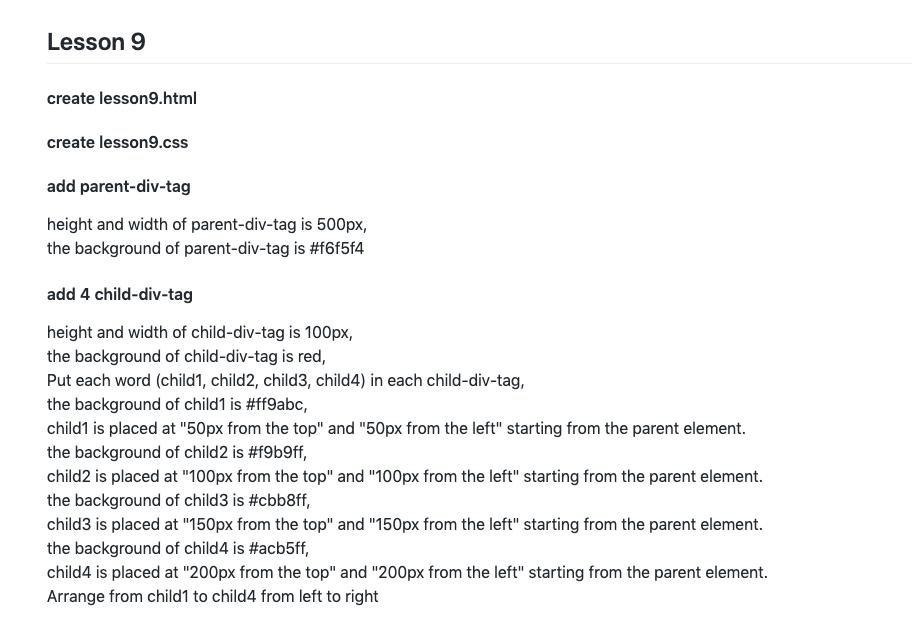 Lesson 9
create lesson9.html
create lesson9.css
add parent-div-tag
height and width of parent-div-tag is 500px,
the background of parent-div-tag is #f6f5f4
add 4 child-div-tag
height and width of child-div-tag is 100px,
the background of child-div-tag is red,
Put each word (child1, child2, child3, child4) in each child-div-tag,
the background of child1 is #ff9abc,
child1 is placed at "50px from the top" and "50px from the left" starting from the parent element.
the background of child2 is #f9b9ff,
child2 is placed at "100px from the top" and "100px from the left" starting from the parent element.
the background of child3 is #cbb8ff,
child3 is placed at "150px from the top" and "150px from the left" starting from the parent element.
the background of child4 is #acb5ff,
child4 is placed at "200px from the top" and "200px from the left" starting from the parent element.
Arrange from child1 to child4 from left to right